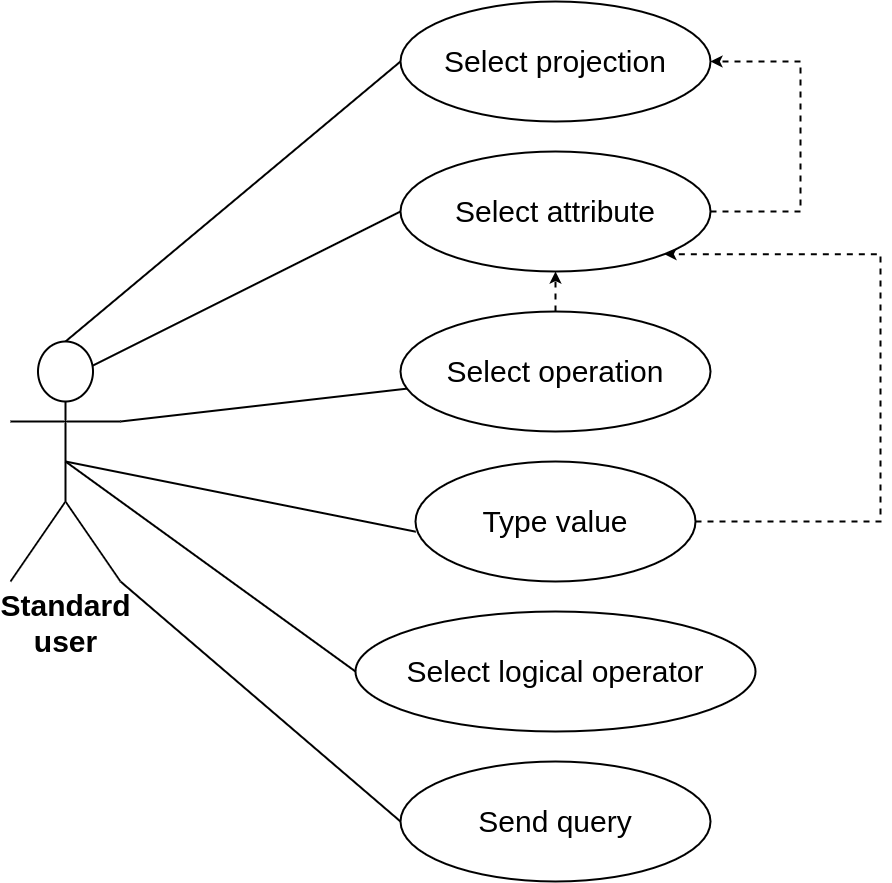 Select projection
Select attribute
Select operation
Type value
Standard
user
Select logical operator
Send query